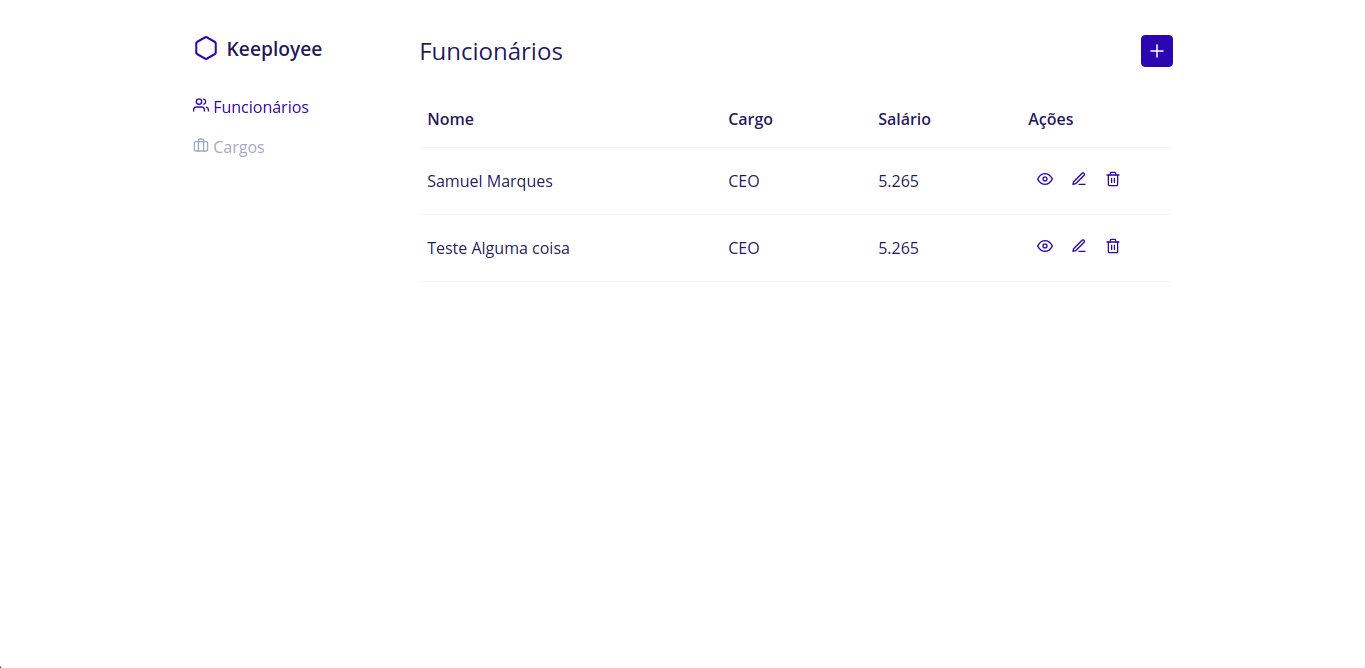 Keeployee
Funcionários
Cargos
Funcionários
Nome Cargo Salário Ações
Samuel Marques CEO 5.265
Teste Alguma coisa CEO 5.265